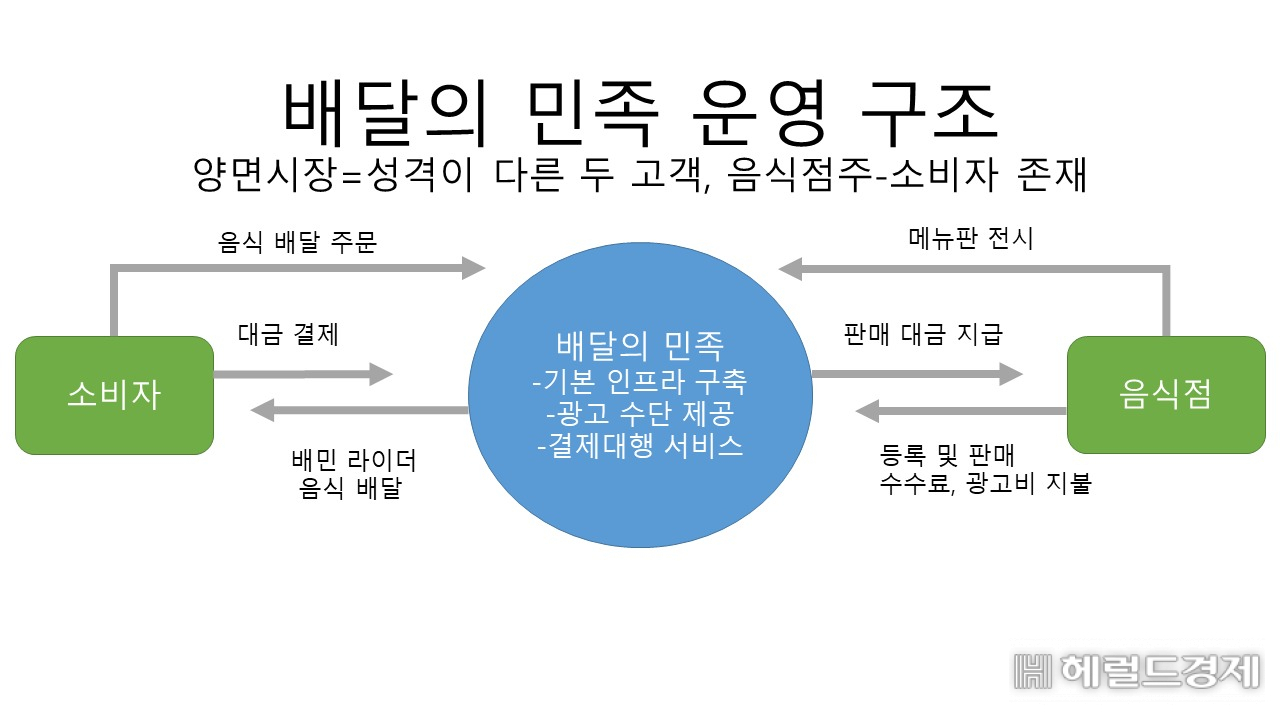 배달의 민족 운영 구조
양면시장=성격이 다른 두 고객, 음식점주-소비자 존재
음식 배달 주문
메뉴판 전시
대금 결제
판매 대금 지급
소비자
배달의 민족
-기본 인프라 구축
-광고 수단 제공
-결제대행 서비스
음식점
배민 라이더
음식 배달
등록 및 판매
수수료, 광고비 지불
헤럴드경제